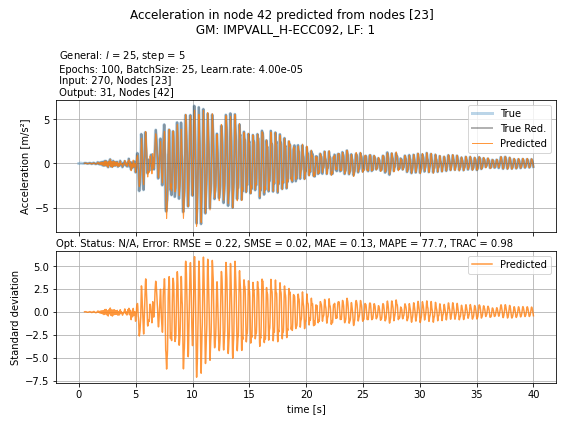 Acceleration in node 42 predicted from nodes [23]
GM: IMPVALL_H-ECC092, LF: 1
General: l = 25, step = 5
Epochs: 100, BatchSize: 25, Learn.rate: 4.00e-05
Input: 270, Nodes [23]
Output: 31, Nodes [42]
Acceleration [m/s²]
5
0
−5
True
True Red.
Predicted
Opt. Status: N/A, Error: RMSE = 0.22, SMSE = 0.02, MAE = 0.13, MAPE = 77.7, TRAC = 0.98
Standard deviation
5.0
2.5
0.0
−2.5
−5.0
−7.5
Predicted
0 5 10 15 20 25 30 35 40
time [s]